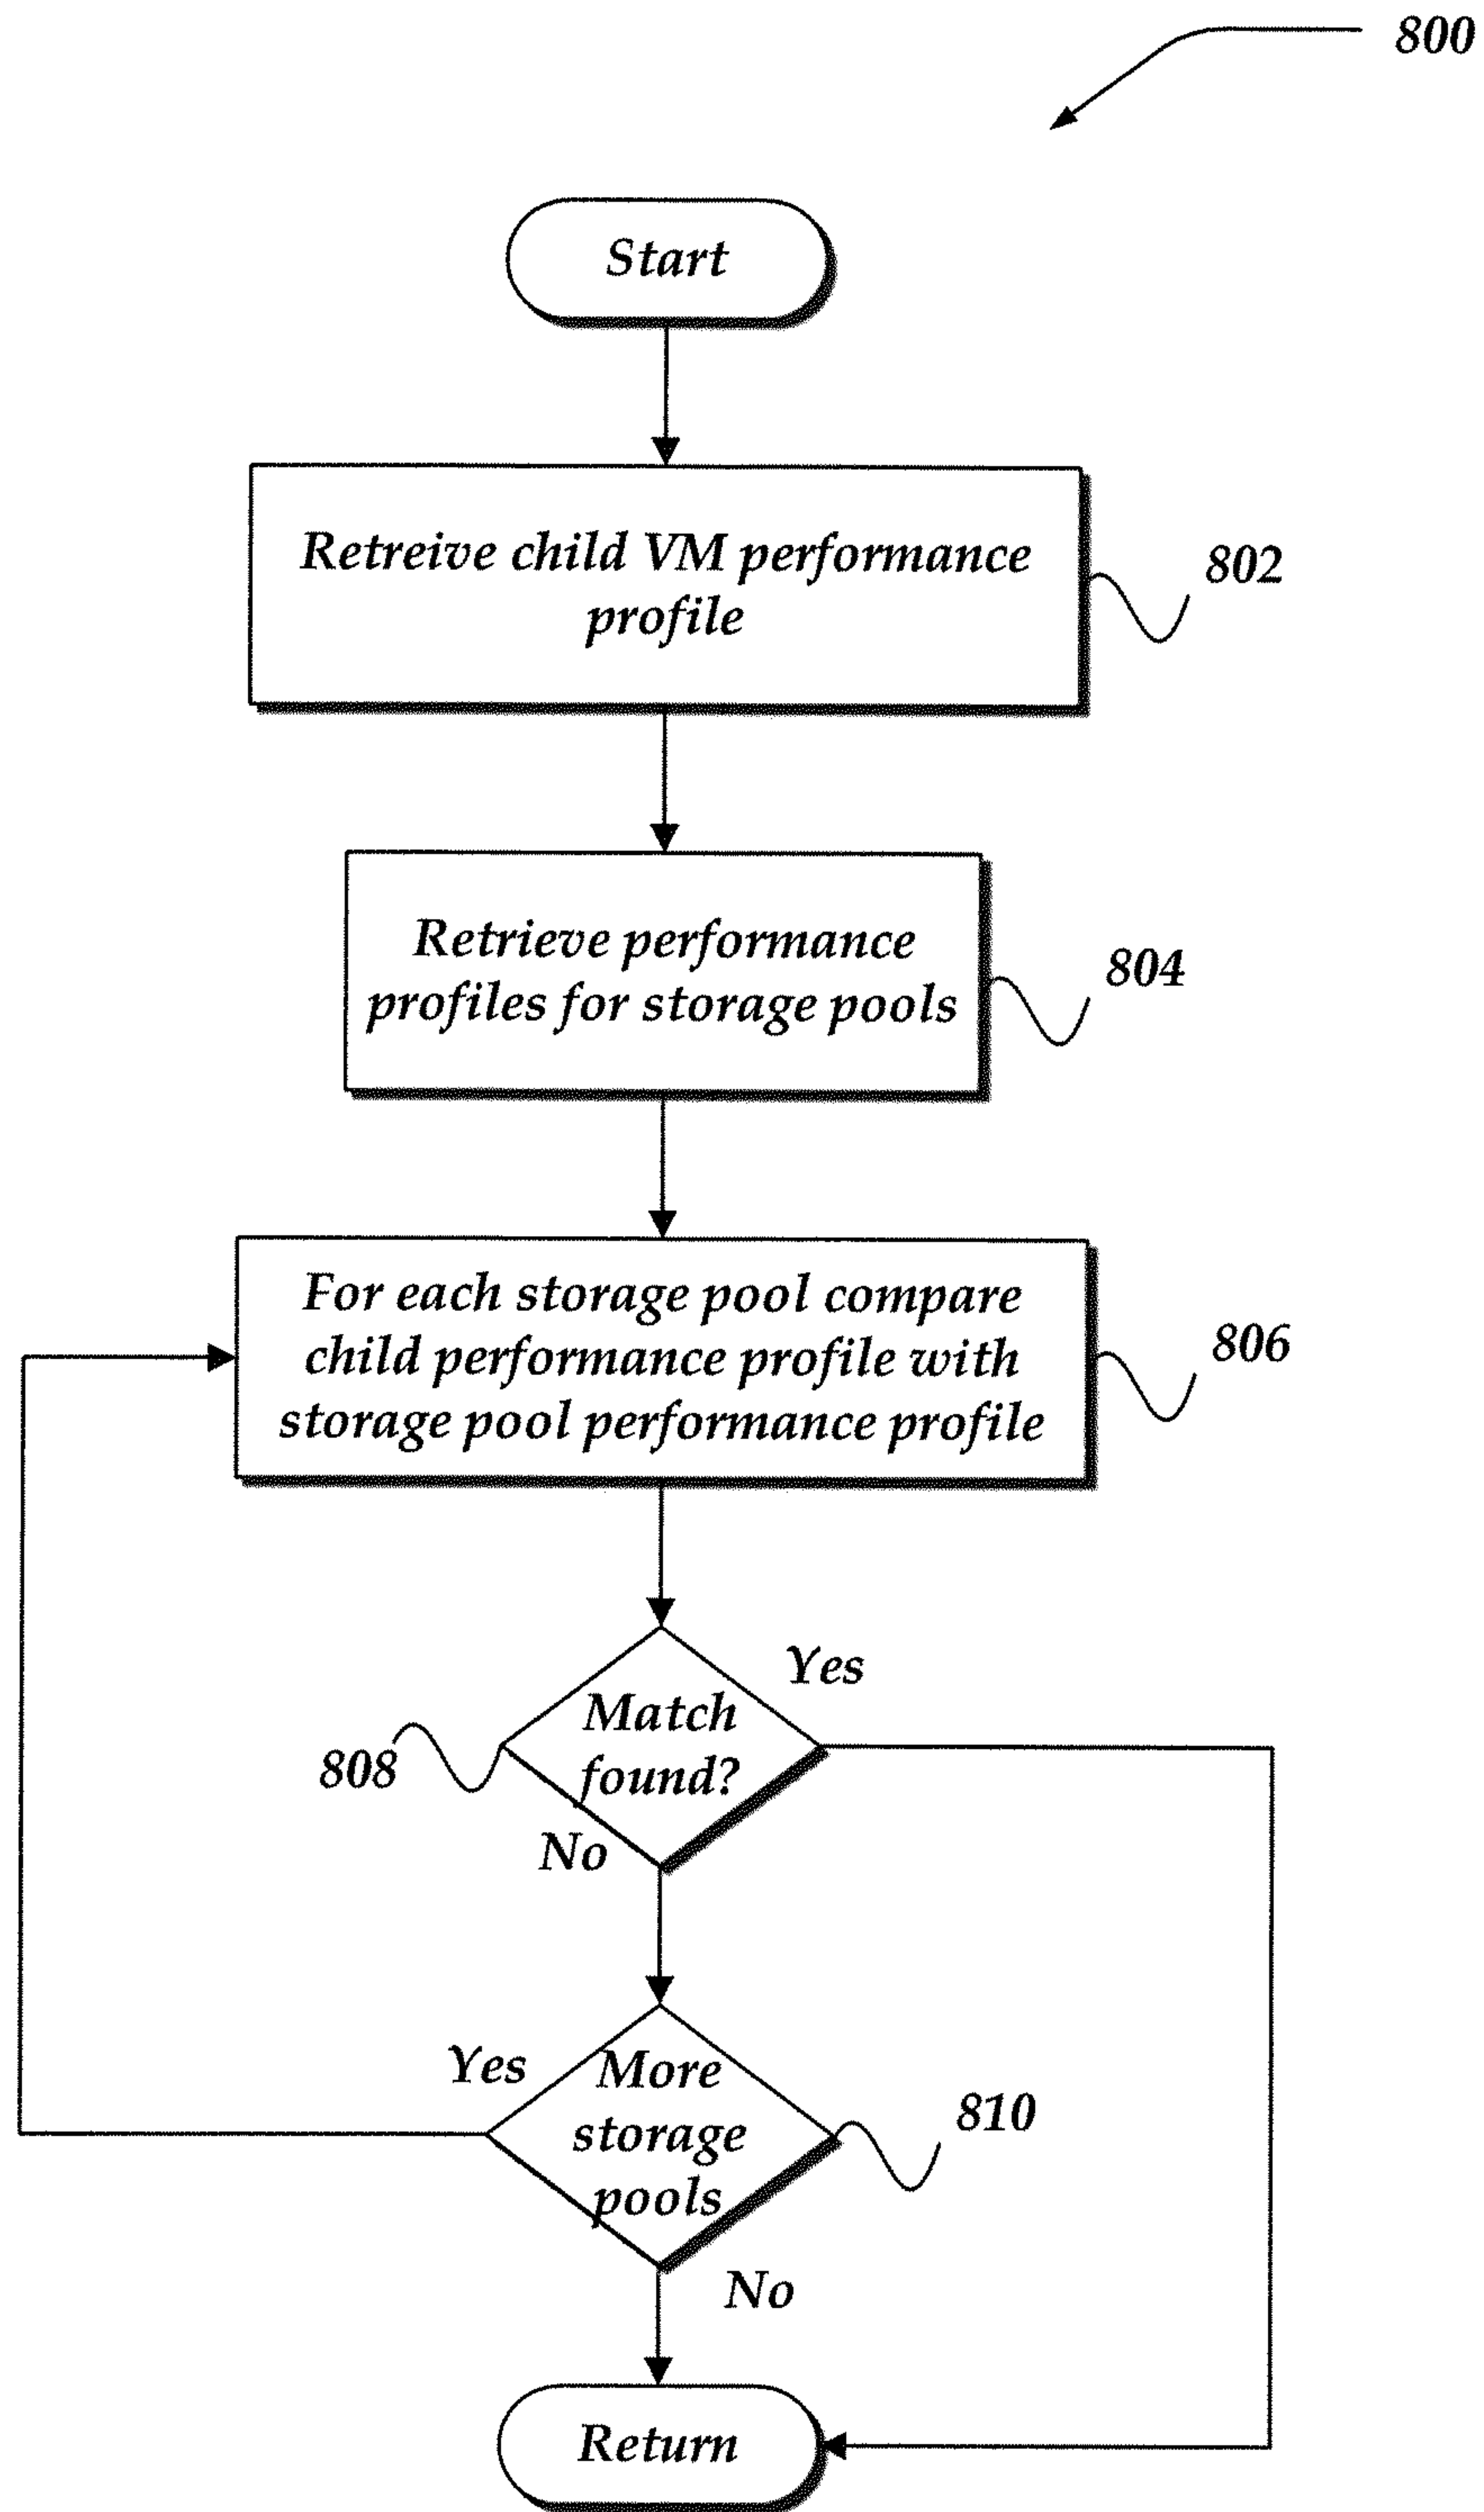 800
Start
Retreive child VM performance
profile
802
Retrieve performance
profiles for storage pools
804
For each storage pool compare
child performance profile with
storage pool performance profile
806
Yes
Match
found?
808
No
Yes
More
storage
pools
810
No
Return